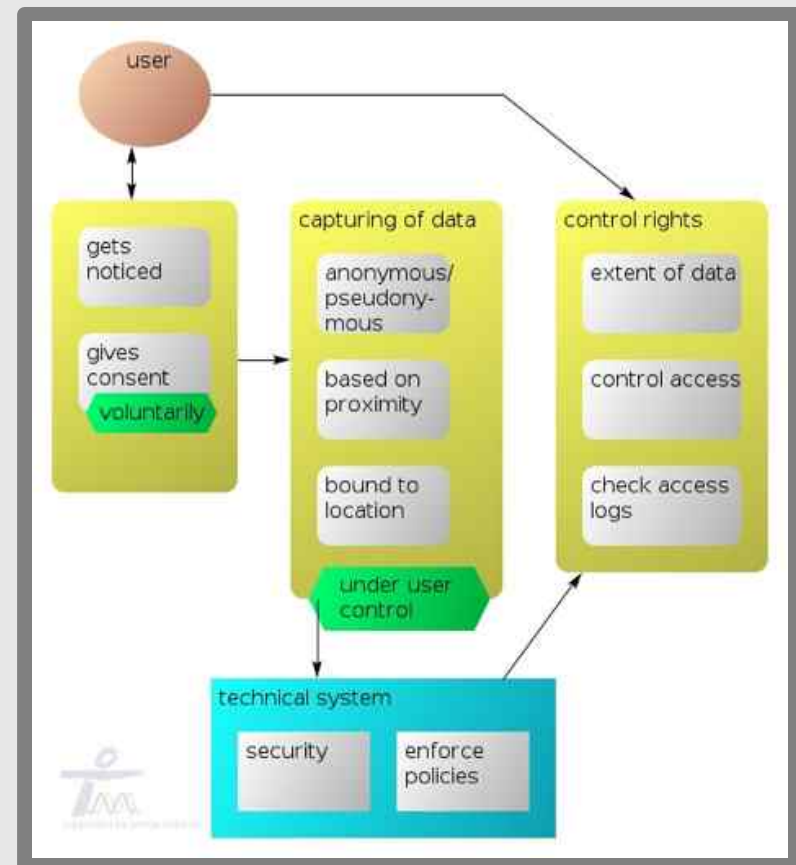 user
gets
noticed
gives
consent
voluntarily
capturing of data
anonymous/
pseudony-
mous
based on
proximity
bound to
location
under user
control
control rights
extent of data
control access
check access
logs
technical system
security
enforce
policies